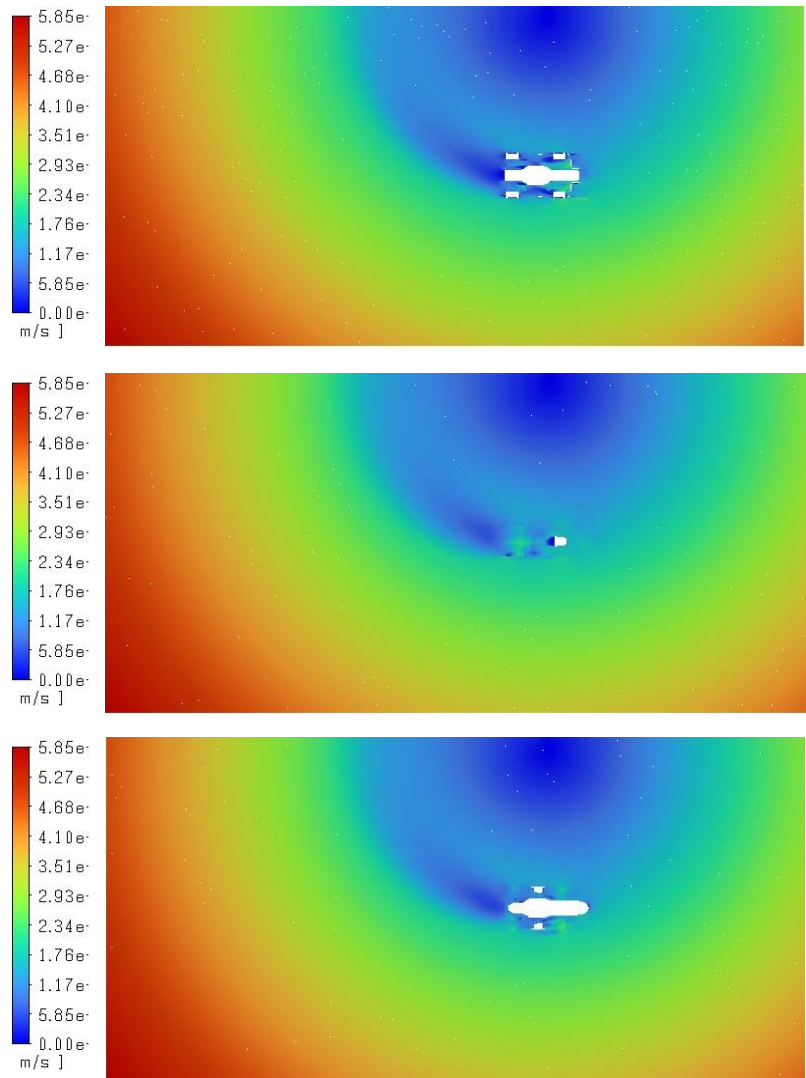 5.85e-
5.27e-
4.68e-
4.10e-
3.51e-
2.93e-
2.34e-
1.76e-
1.17e-
5.85e-
0.00e-
m/s ]
5.85e-
5.27e-
4.68e-
4.10e-
3.51e-
2.93e-
2.34e-
1.76e-
1.17e-
5.85e-
0.00e-
m/s ]
5.85e-
5.27e-
4.68e-
4.10e-
3.51e-
2.93e-
2.34e-
1.76e-
1.17e-
5.85e-
0.00e-
m/s ]